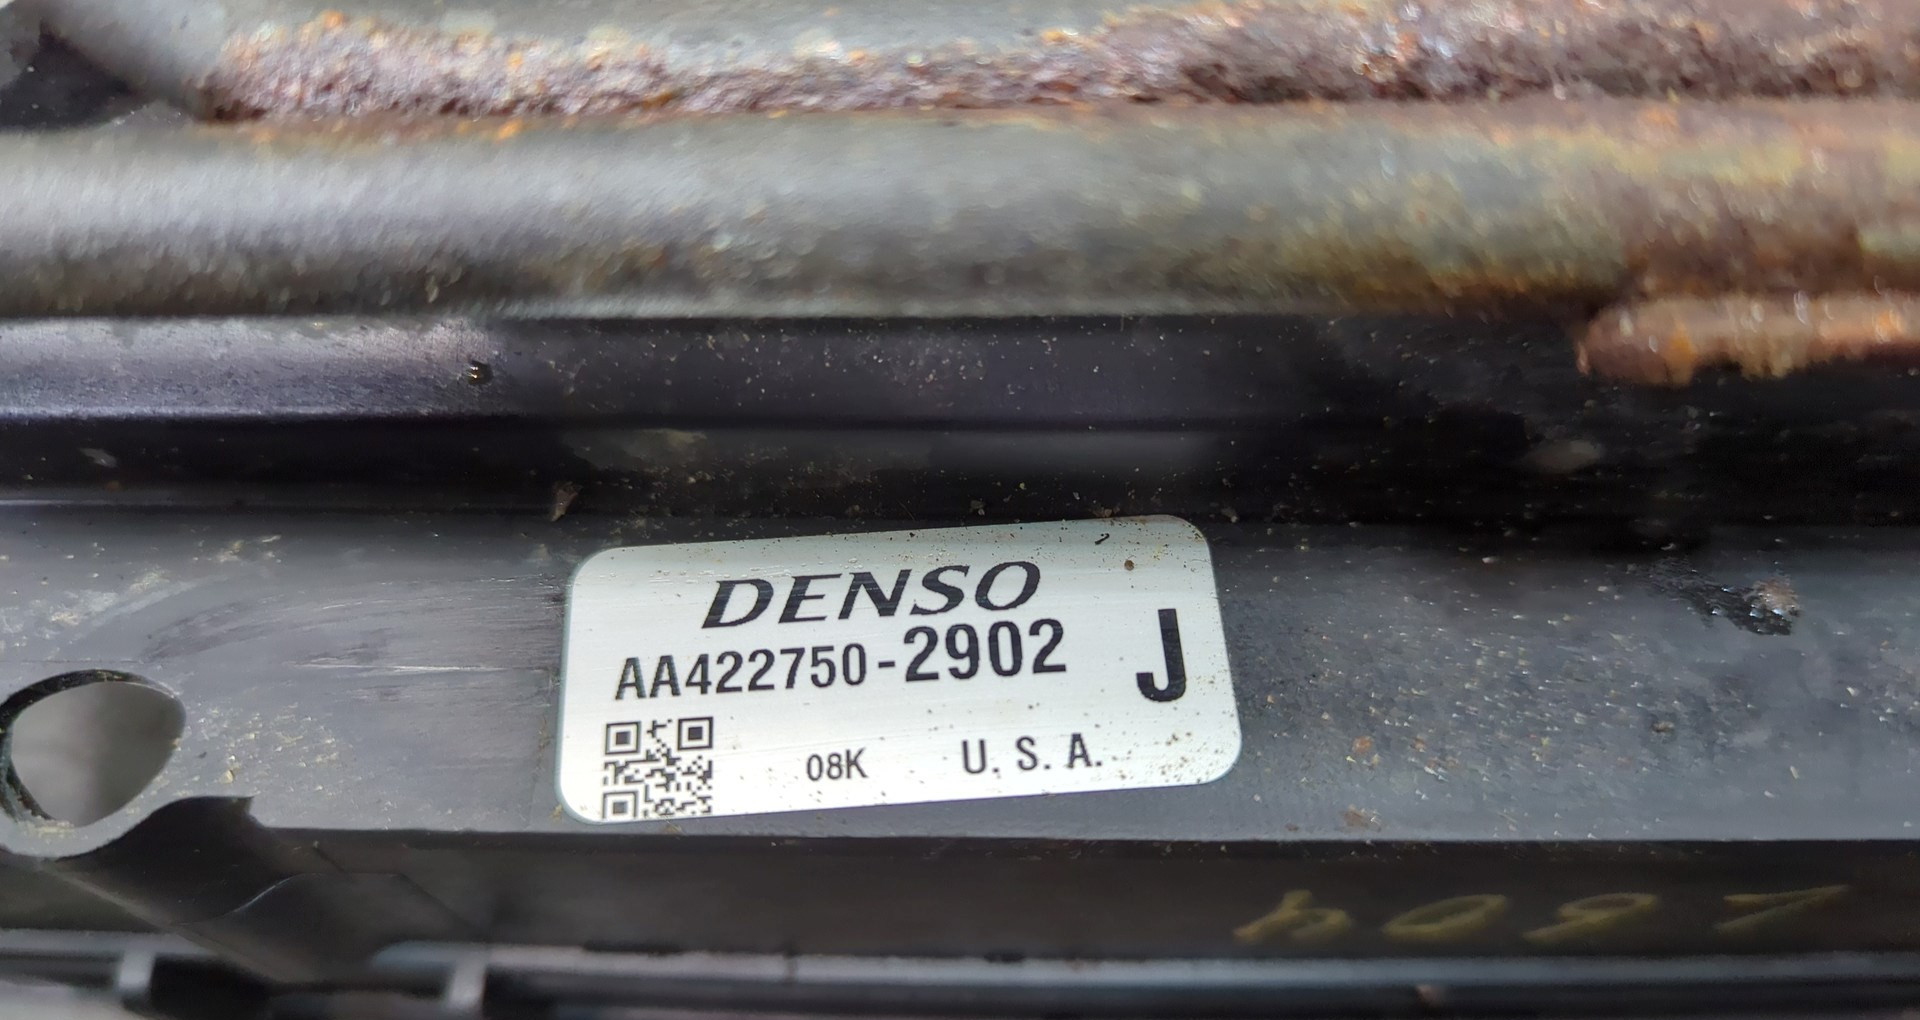 DENSO
AA422750-2902
J
08K U.S.A.